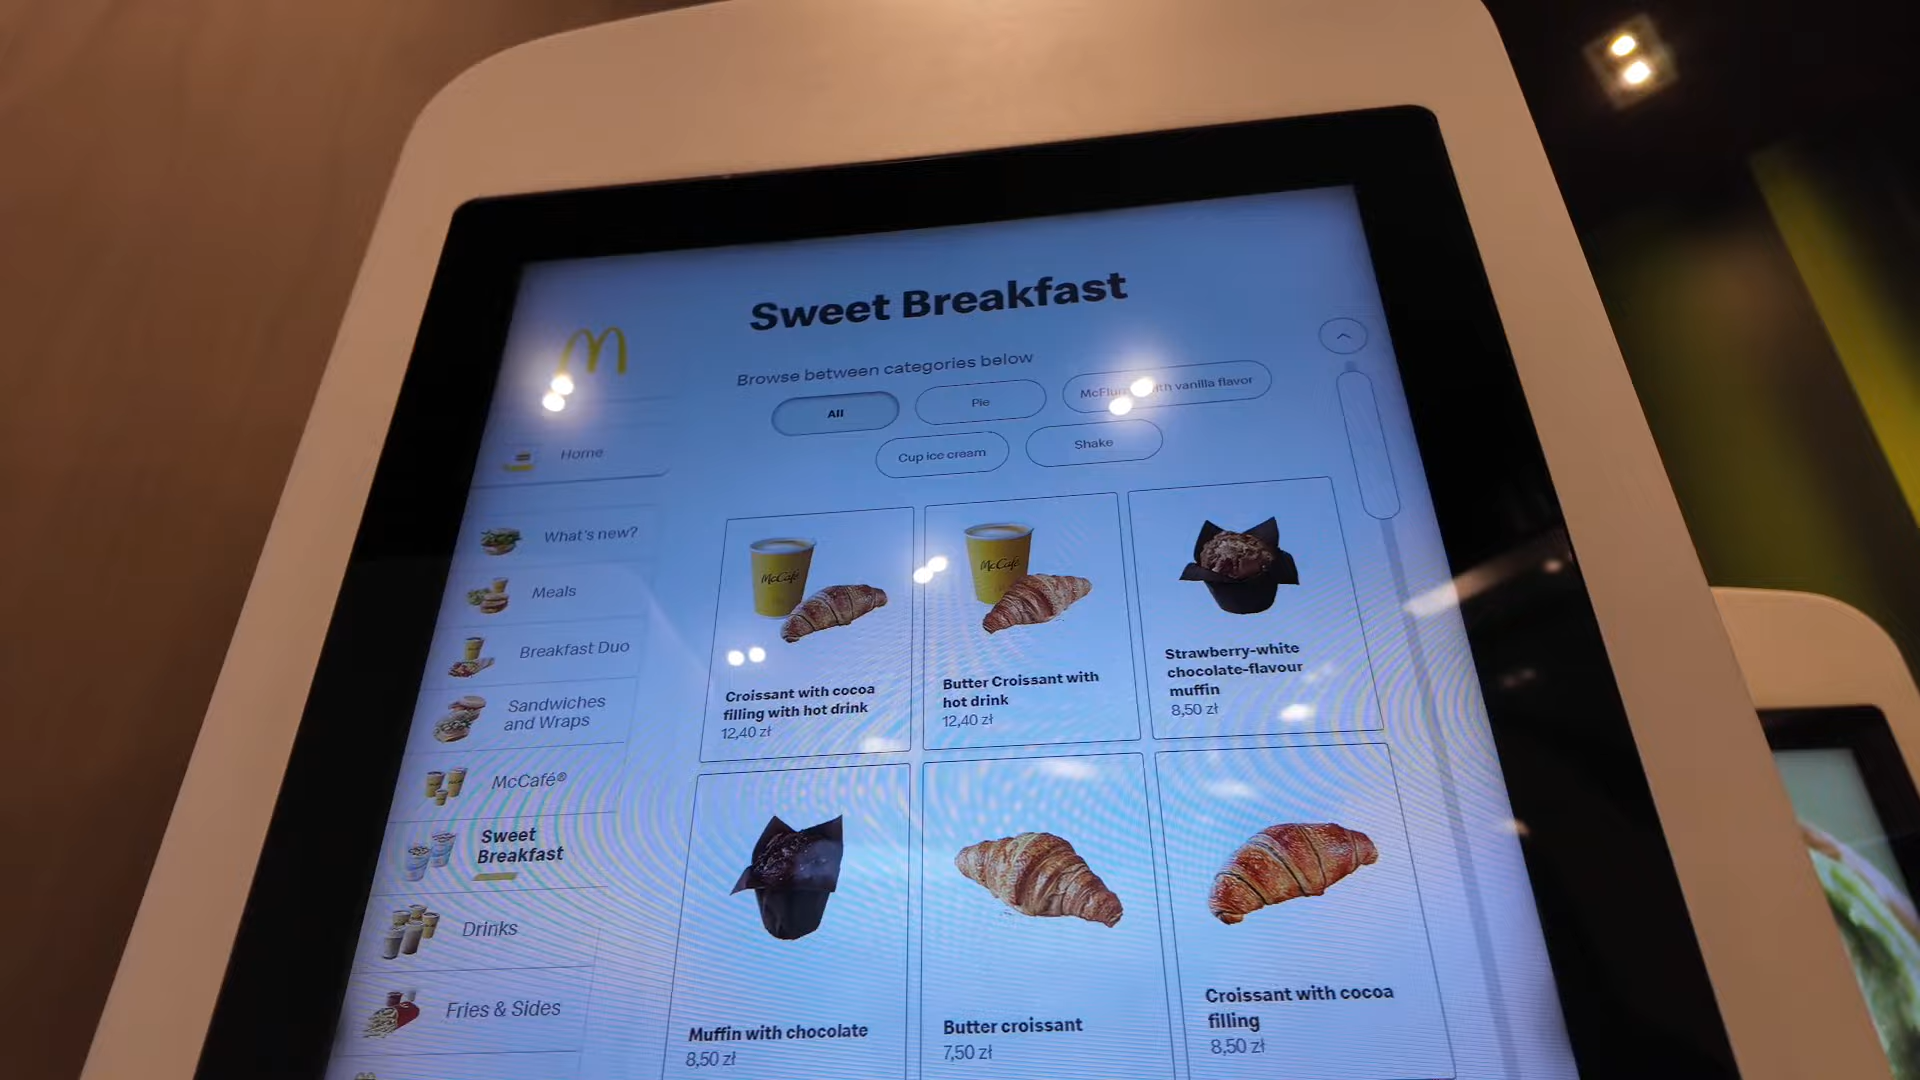 Sweet Breakfast
Browse between categories below
All
Pie
with vanilla flavor
Cup ice cream
Shake
Home
What's new?
Meals
Breakfast Duo
Sandwiches
and Wraps
McCafé®
Sweet
Breakfast
Drinks
Fries & Sides
McCafé
Croissant with cocoa
filling with hot drink
12,40 zł
McCafé
Butter Croissant with
hot drink
12,40 zł
Strawberry-white
chocolate-flavour
muffin
8,50 zł
Muffin with chocolate
8,50 zł
Butter croissant
7,50 zł
Croissant with cocoa
filling
8,50 zł